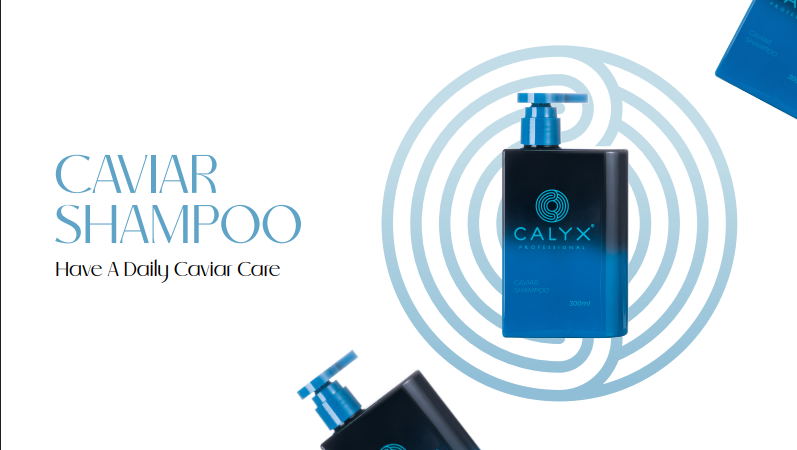 CAVIAR
SHAMPOO
Have A Daily Caviar Care
CALYX®
PROFESSIONAL
CAVIAR
SHAMPOO
300ml